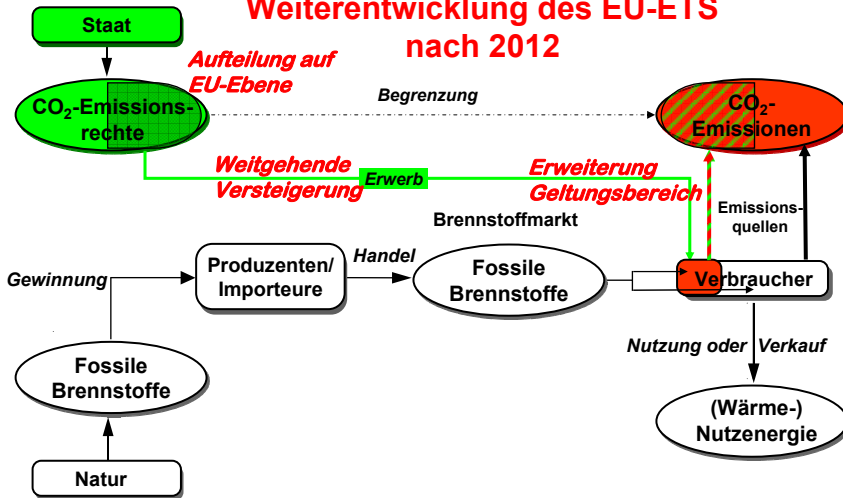 Weiterentwicklung des EU-ETS
nach 2012
Staat
Aufteilung auf
EU-Ebene
CO₂-Emissions-
rechte
Begrenzung
CO₂-
Emissionen
Weitgehende
Versteigerung
Erwerb
Erweiterung
Geltungsbereich
Emissions-
quellen
Brennstoffmarkt
Gewinnung
Produzenten/
Importeure
Handel
Fossile
Brennstoffe
Verbraucher
Fossile
Brennstoffe
Nutzung oder
Verkauf
(Wärme-)
Nutzenergie
Natur